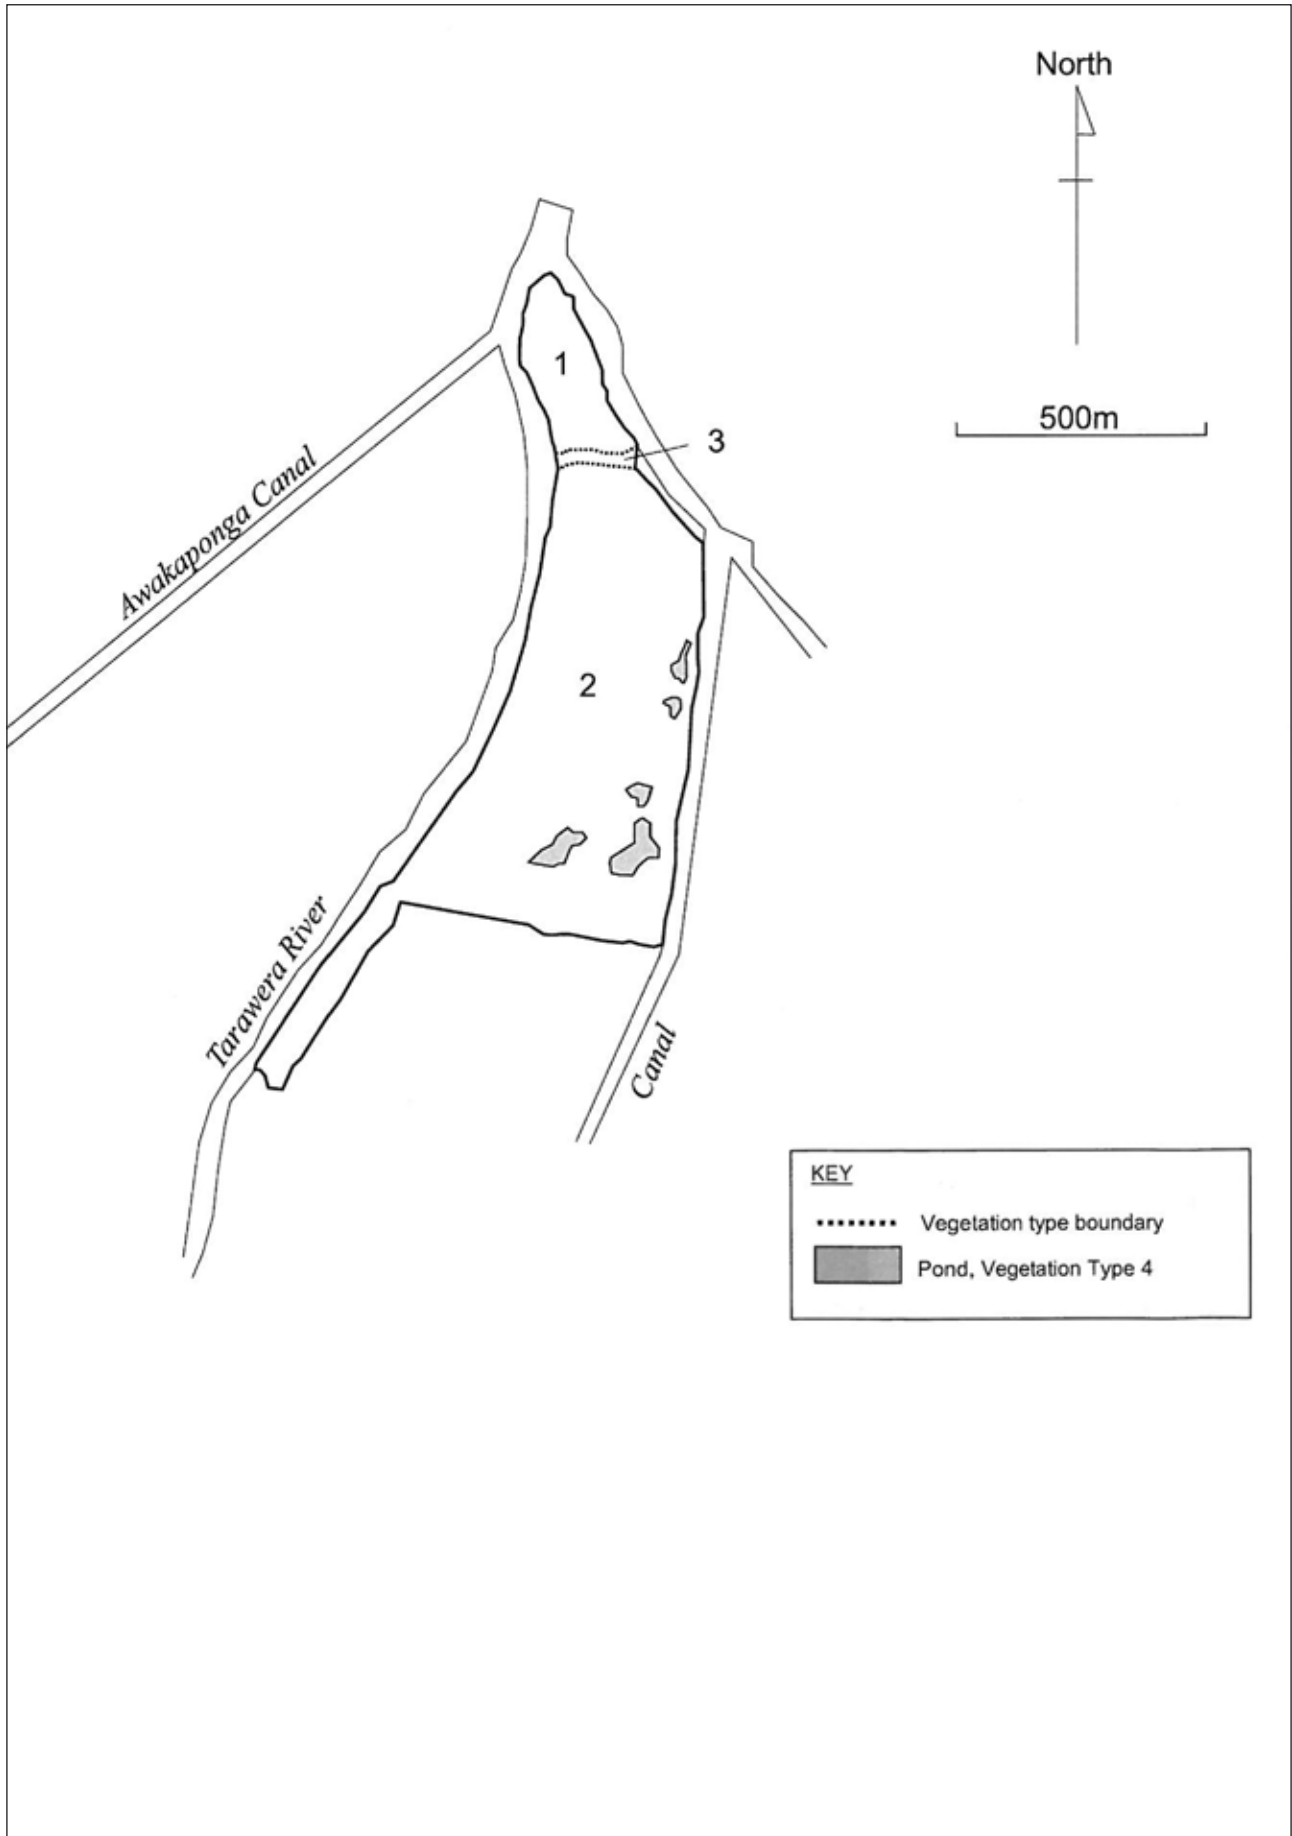 North
500m
1
3
Awakaponga Canal
2
Tarawera River
Canal
KEY
Vegetation type boundary
Pond, Vegetation Type 4